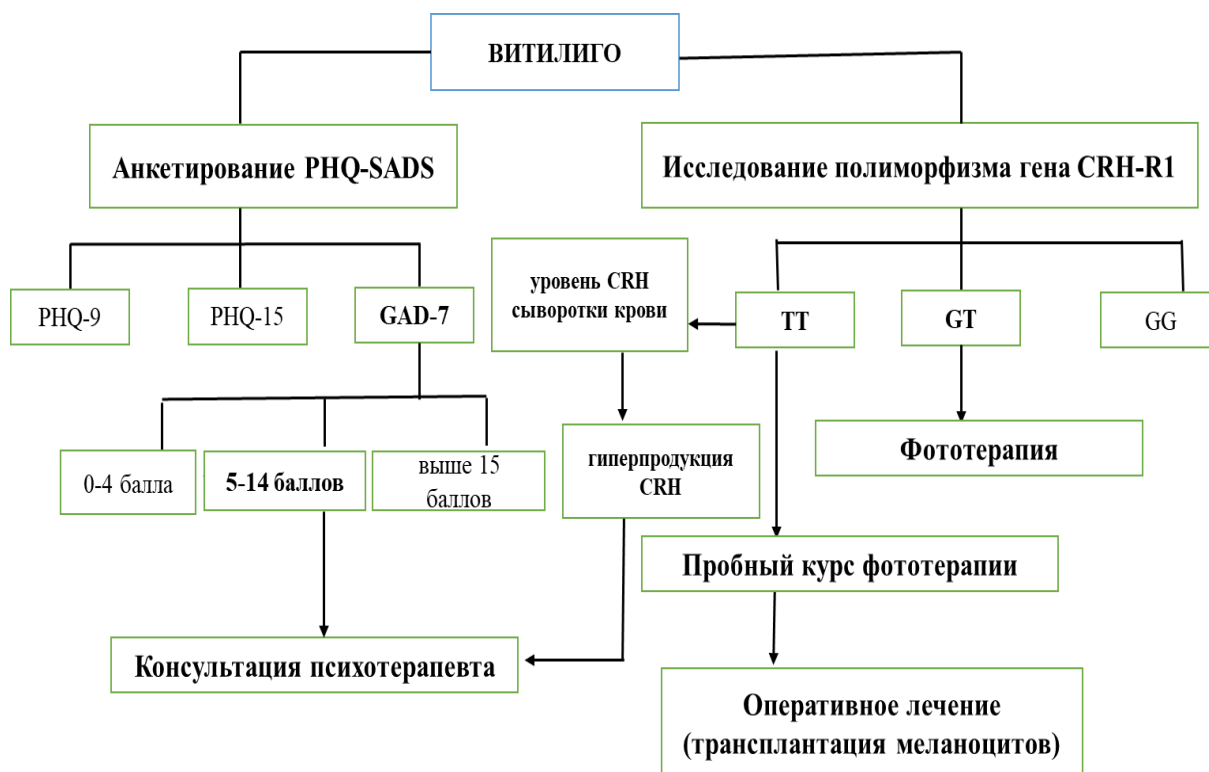 ВИТИЛИГО
Анкетирование PHQ-SADS
Исследование полиморфизма гена CRH-R1
PHQ-9
PHQ-15
GAD-7
уровень CRH
сыворотки крови
TT
GT
GG
0-4 балла
5-14 баллов
выше 15
баллов
гиперпродукция
CRH
Фототерапия
Пробный курс фототерапии
Консультация психотерапевта
Оперативное лечение
(трансплантация меланоцитов)